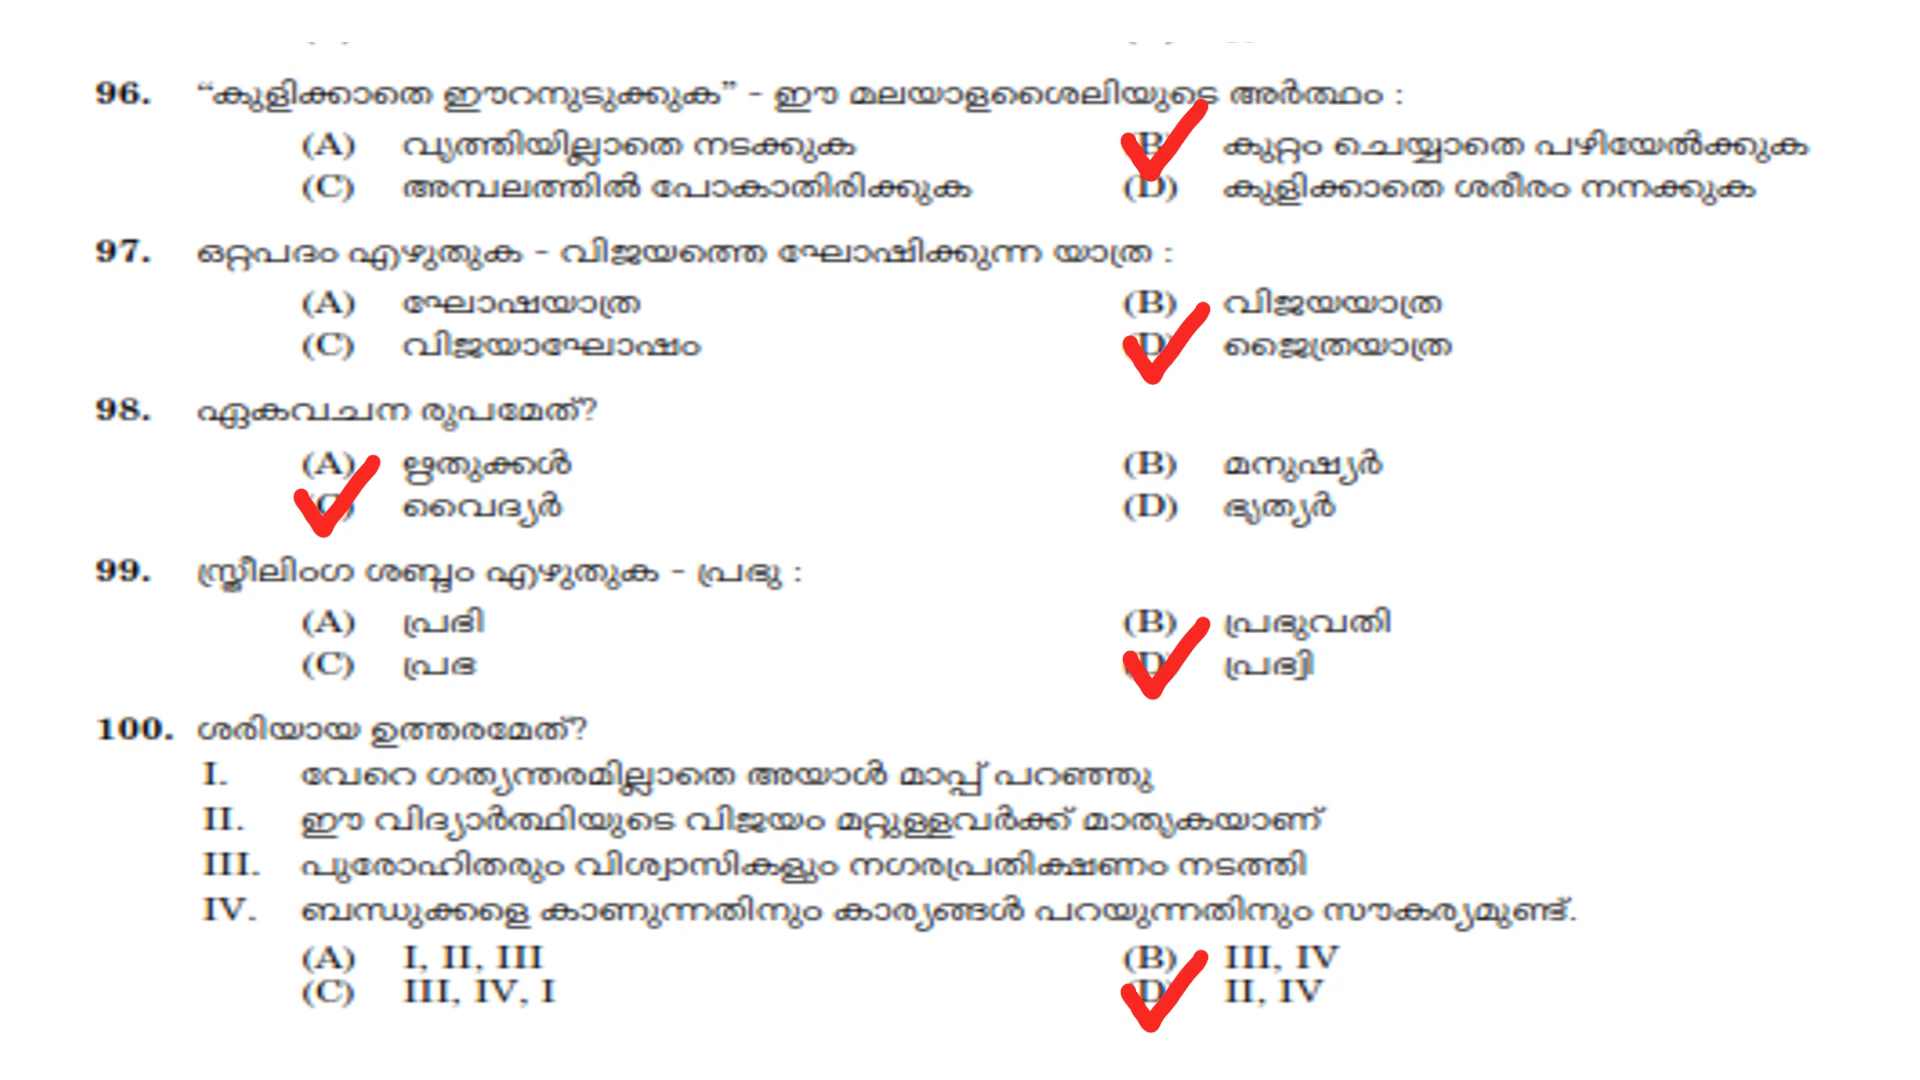 96. “കുളിക്കാതെ ഈറനുടുക്കുക” - ഈ മലയാളശൈലിയുടെ അർത്ഥം :
(A) വൃത്തിയില്ലാതെ നടക്കുക (B) കുറ്റം ചെയ്യാതെ പഴിയേൽക്കുക
(C) അമ്പലത്തിൽ പോകാതിരിക്കുക (D) കുളിക്കാതെ ശരീരം നനക്കുക
97. ഒറ്റപദം എഴുതുക - വിജയത്തെ ഘോഷിക്കുന്ന യാത്ര :
(A) ഘോഷയാത്ര (B) വിജയയാത്ര
(C) വിജയാഘോഷം (D) ജൈത്രയാത്ര
98. ഏകവചന രൂപമേത്?
(A) ഋതുക്കൾ (B) മനുഷ്യർ
(C) വൈദ്യർ (D) ഭൃത്യർ
99. സ്ത്രീലിംഗ ശബ്ദം എഴുതുക - പ്രഭു :
(A) പ്രഭി (B) പ്രഭുവതി
(C) പ്രഭ (D) പ്രഭ്വി
100. ശരിയായ ഉത്തരമേത്?
I. വേറെ ഗത്യന്തരമില്ലാതെ അയാൾ മാപ്പ് പറഞ്ഞു
II. ഈ വിദ്യാർത്ഥിയുടെ വിജയം മറ്റുള്ളവർക്ക് മാതൃകയാണ്
III. പുരോഹിതരും വിശ്വാസികളും നഗരപ്രതിക്ഷണം നടത്തി
IV. ബന്ധുക്കളെ കാണുന്നതിനും കാര്യങ്ങൾ പറയുന്നതിനും സൗകര്യമുണ്ട്.
(A) I, II, III (B) III, IV
(C) III, IV, I (D) II, IV